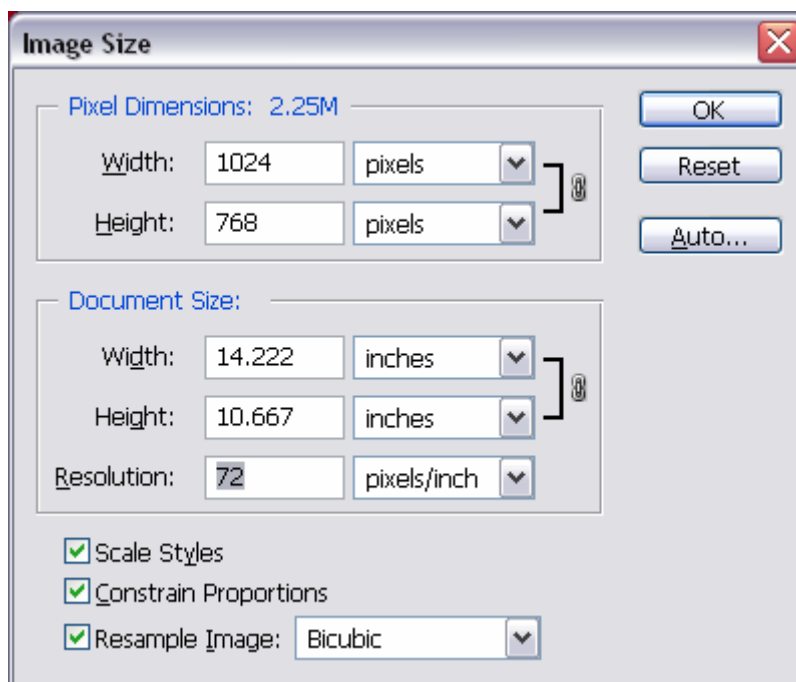 Image Size
Pixel Dimensions: 2.25M
OK
Width: 1024 pixels
Reset
Height: 768 pixels
Auto...
Document Size:
Width: 14.222 inches
Height: 10.667 inches
Resolution: 72 pixels/inch
Scale Styles
Constrain Proportions
Resample Image: Bicubic